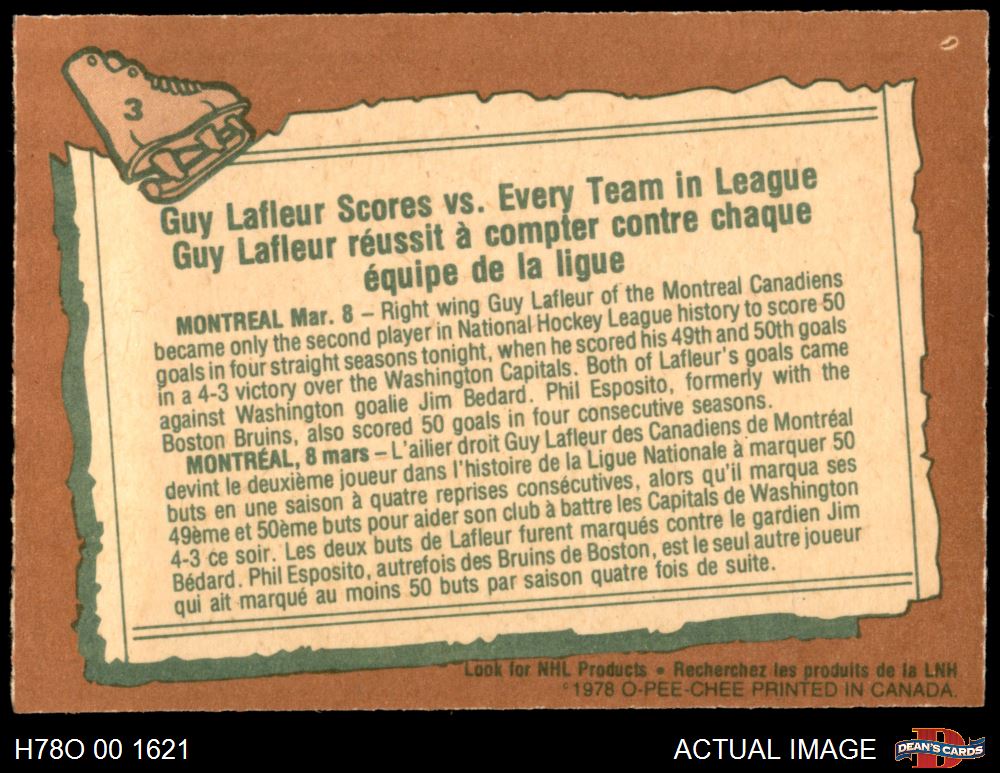 3
Guy Lafleur Scores vs. Every Team in League
Guy Lafleur réussit à compter contre chaque
équipe de la ligue
MONTREAL Mar. 8 – Right wing Guy Lafleur of the Montreal Canadiens
became only the second player in National Hockey League history to score 50
goals in four straight seasons tonight, when he scored his 49th and 50th goals
in a 4-3 victory over the Washington Capitals. Both of Lafleur's goals came
against Washington goalie Jim Bedard. Phil Esposito, formerly with the
Boston Bruins, also scored 50 goals in four consecutive seasons.
MONTRÉAL, 8 mars – L'ailier droit Guy Lafleur des Canadiens de Montréal
devint le deuxième joueur dans l'histoire de la Ligue Nationale à marquer 50
buts en une saison à quatre reprises consécutives, alors qu'il marqua ses
49ème et 50ème buts pour aider son club à battre les Capitals de Washington
4-3 ce soir. Les deux buts de Lafleur furent marqués contre le gardien Jim
Bédard. Phil Esposito, autrefois des Bruins de Boston, est le seul autre joueur
qui ait marqué au moins 50 buts par saison quatre fois de suite.
Look for NHL Products • Recherchez les produits de la LNH
© 1978 O-PEE-CHEE PRINTED IN CANADA.
H78O 00 1621
ACTUAL IMAGE
D
DEAN'S CARDS